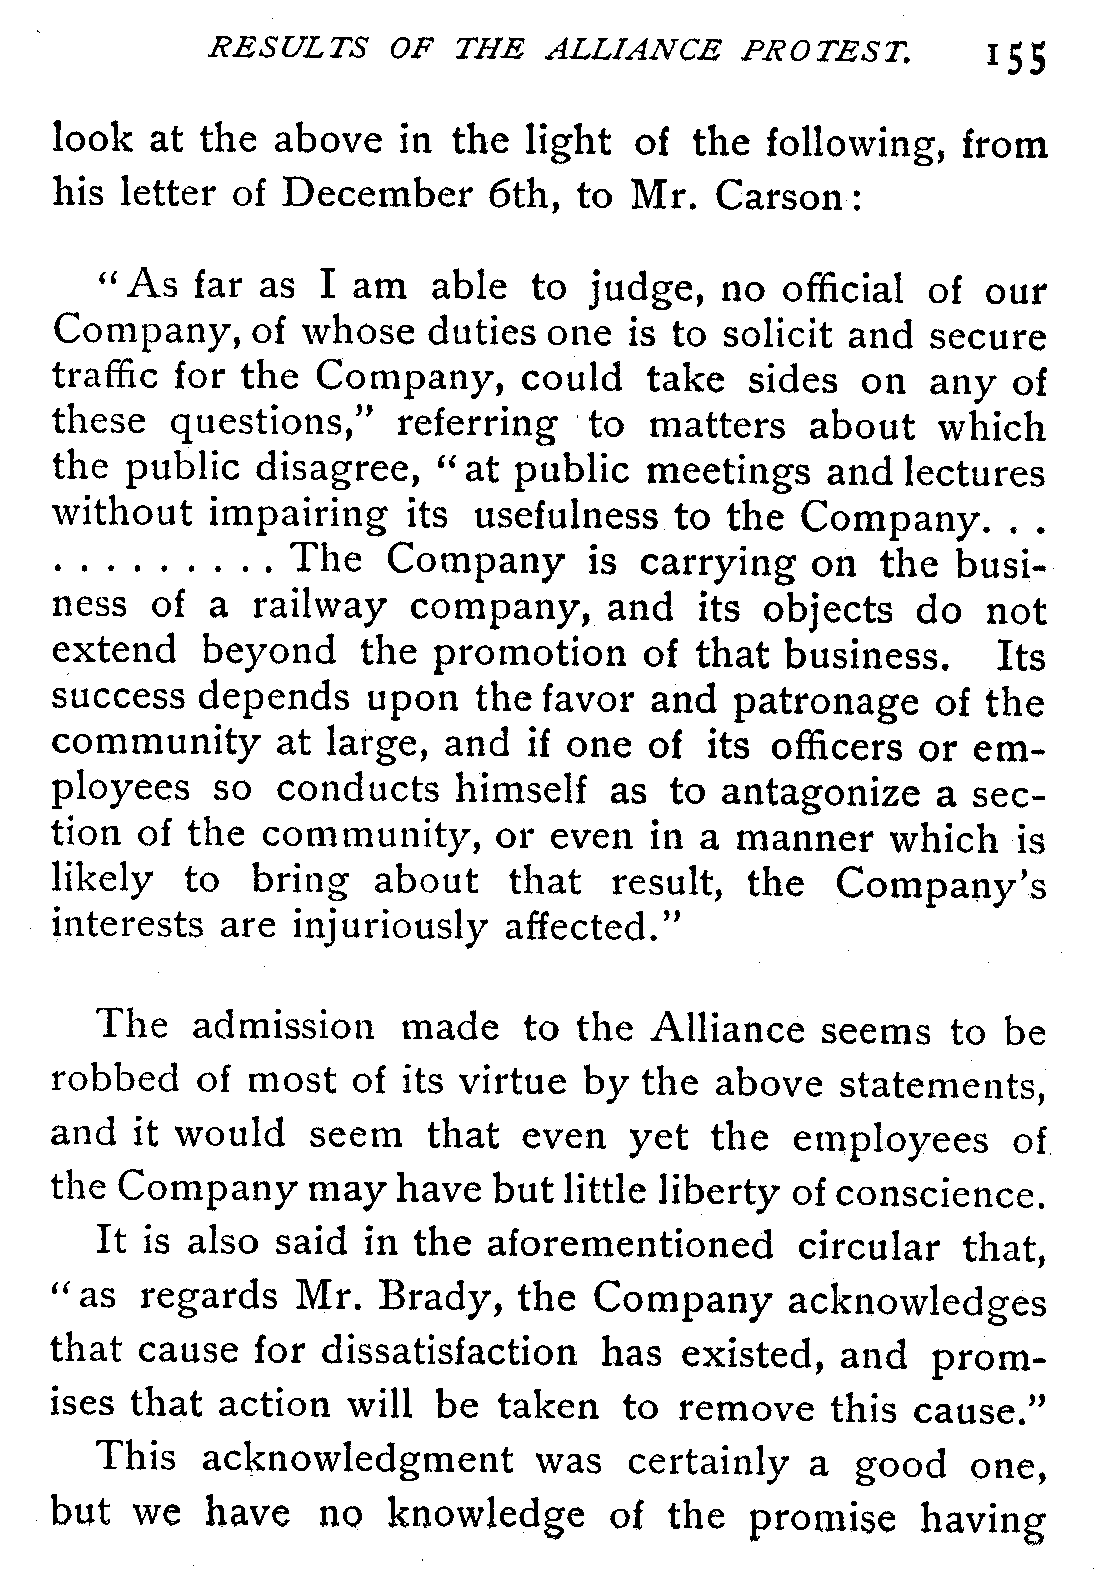 RESULTS OF THE ALLIANCE PROTEST. 155
look at the above in the light of the following, from
his letter of December 6th, to Mr. Carson:
“As far as I am able to judge, no official of our
Company, of whose duties one is to solicit and secure
traffic for the Company, could take sides on any of
these questions,” referring to matters about which
the public disagree, “at public meetings and lectures
without impairing its usefulness to the Company. . .
. . . . . . . . . The Company is carrying on the busi-
ness of a railway company, and its objects do not
extend beyond the promotion of that business. Its
success depends upon the favor and patronage of the
community at large, and if one of its officers or em-
ployees so conducts himself as to antagonize a sec-
tion of the community, or even in a manner which is
likely to bring about that result, the Company’s
interests are injuriously affected.”
The admission made to the Alliance seems to be
robbed of most of its virtue by the above statements,
and it would seem that even yet the employees of
the Company may have but little liberty of conscience.
It is also said in the aforementioned circular that,
“as regards Mr. Brady, the Company acknowledges
that cause for dissatisfaction has existed, and prom-
ises that action will be taken to remove this cause.”
This acknowledgment was certainly a good one,
but we have no knowledge of the promise having